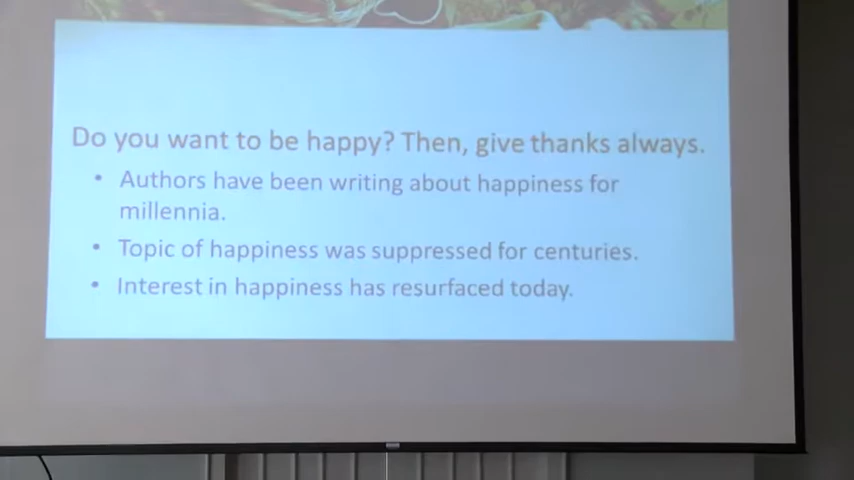 Do you want to be happy? Then, give thanks always.
• Authors have been writing about happiness for
millennia.
• Topic of happiness was suppressed for centuries.
• Interest in happiness has resurfaced today.